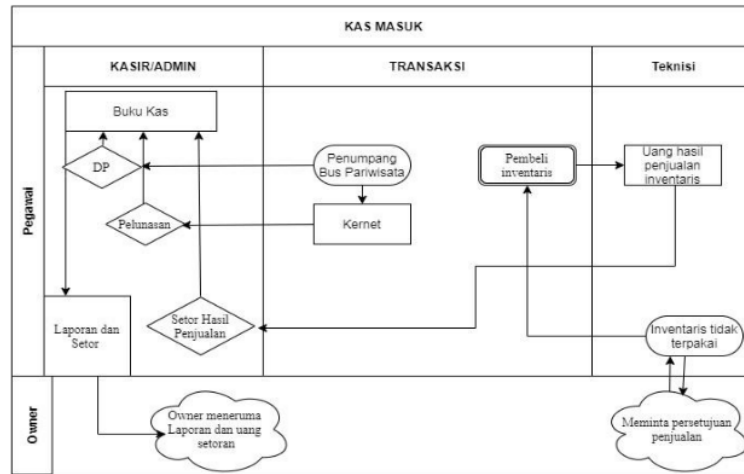 KAS MASUK
KASIR/ADMIN
TRANSAKSI
Teknisi
Pegawai
Buku Kas
DP
Penumpang
Bus Pariwisata
Pembeli
inventaris
Uang hasil
penjualan
inventaris
Pelunasan
Kernet
Laporan dan
Setor
Setor Hasil
Penjualan
Inventaris tidak
terpakai
Owner
Owner meneruma
Laporan dan uang
setoran
Meminta persetujuan
penjualan